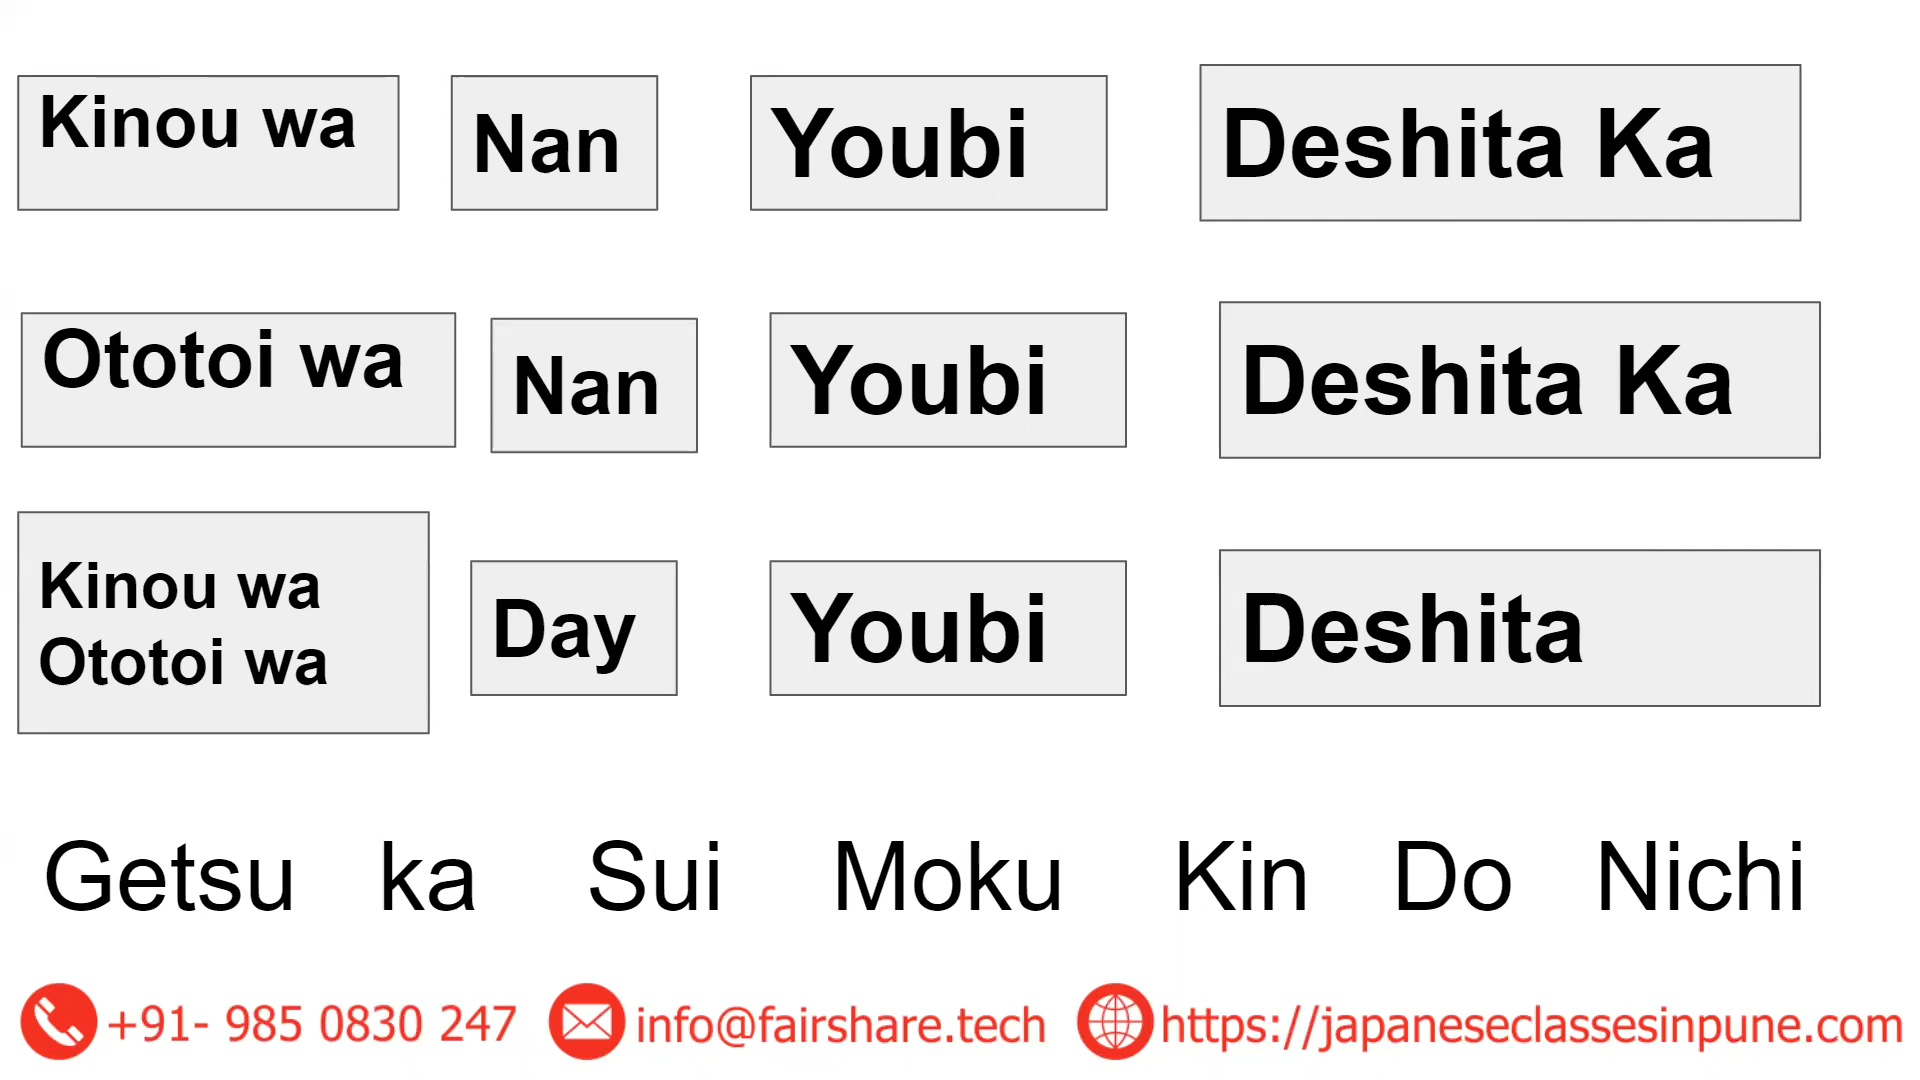 Kinou wa Nan Youbi Deshita Ka
Ototoi wa Nan Youbi Deshita Ka
Kinou wa
Ototoi wa
Day Youbi Deshita
Getsu ka Sui Moku Kin Do Nichi
+91- 985 0830 247 info@fairshare.tech https://japaneseclassesinpune.com